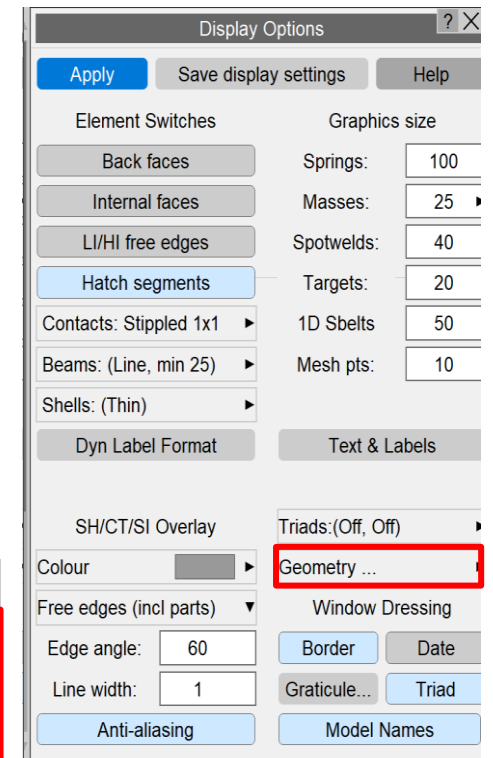 Display Options ? X
Apply Save display settings Help
Element Switches Graphics size
Back faces Springs: 100
Internal faces Masses: 25
LI/HI free edges Spotwelds: 40
Hatch segments Targets: 20
Contacts: Stippled 1x1 1D Sbelts 50
Beams: (Line, min 25) Mesh pts: 10
Shells: (Thin)
Dyn Label Format Text & Labels
SH/CT/SI Overlay Triads:(Off, Off)
Colour Geometry ...
Free edges (incl parts) Window Dressing
Edge angle: 60 Border Date
Line width: 1 Graticule... Triad
Anti-aliasing Model Names